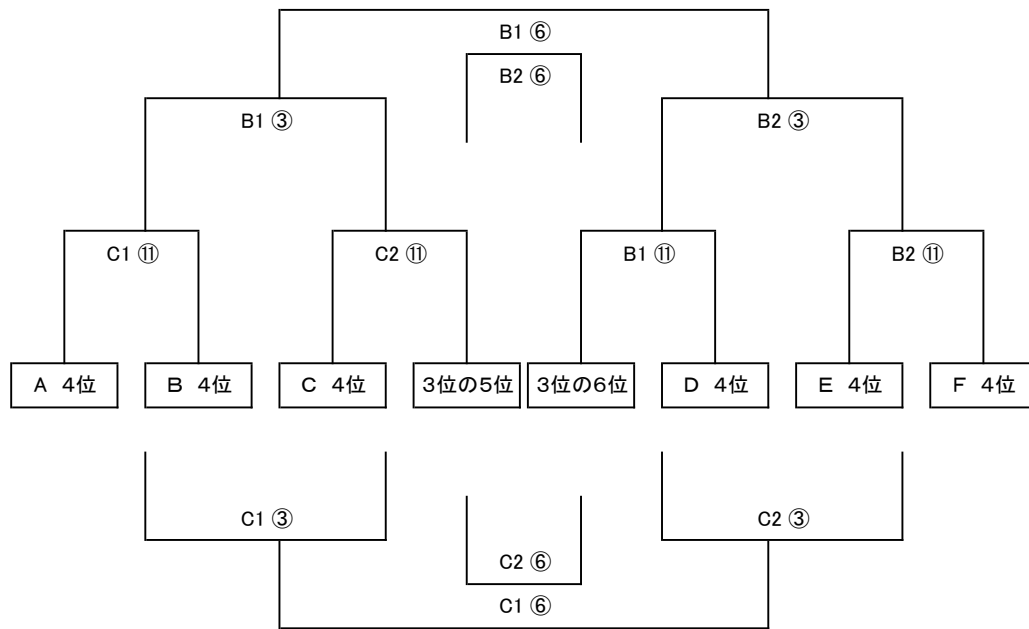 B1 ⑥
B2 ⑥
B1 ③
B2 ③
C1 ⑪
C2 ⑪
B1 ⑪
B2 ⑪
A 4位
B 4位
C 4位
3位の5位
3位の6位
D 4位
E 4位
F 4位
C1 ③
C2 ③
C2 ⑥
C1 ⑥